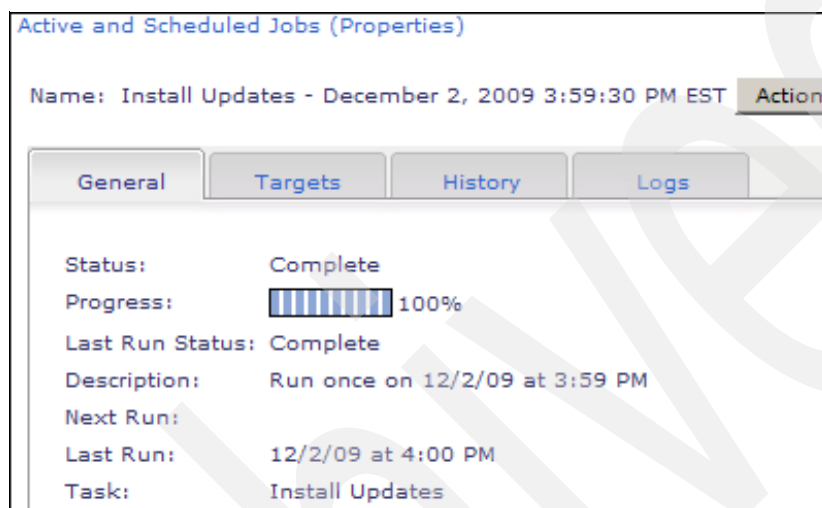 Active and Scheduled Jobs (Properties)
Name: Install Updates - December 2, 2009 3:59:30 PM EST Action
General Targets History Logs
Status: Complete
Progress: 100%
Last Run Status: Complete
Description: Run once on 12/2/09 at 3:59 PM
Next Run:
Last Run: 12/2/09 at 4:00 PM
Task: Install Updates